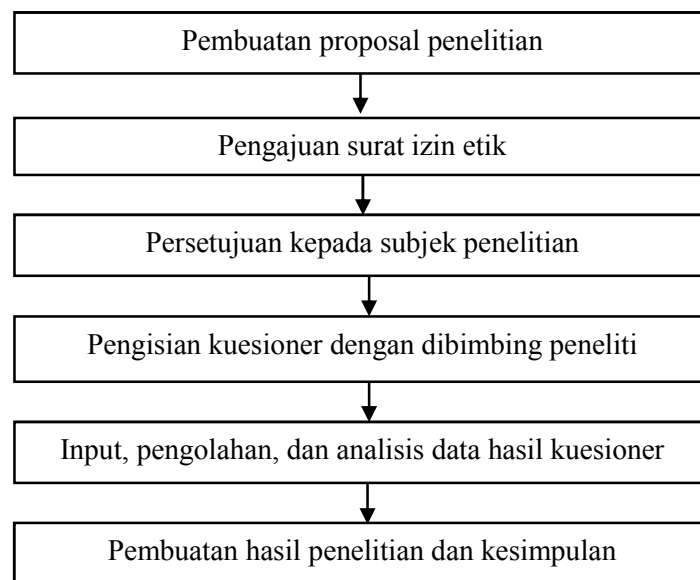 Pembuatan proposal penelitian
Pengajuan surat izin etik
Persetujuan kepada subjek penelitian
Pengisian kuesioner dengan dibimbing peneliti
Input, pengolahan, dan analisis data hasil kuesioner
Pembuatan hasil penelitian dan kesimpulan